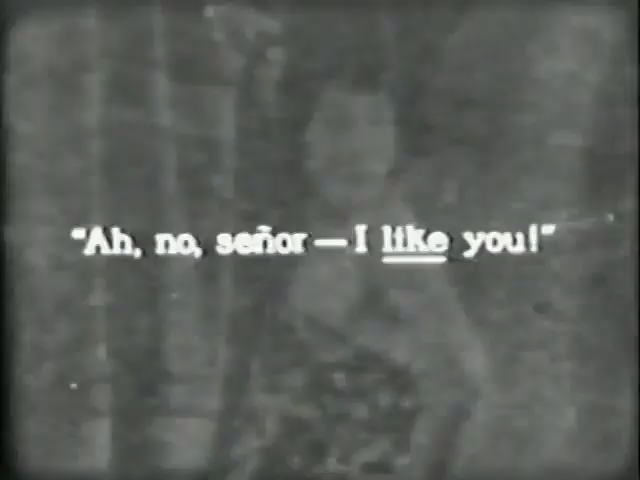 "Ah, no, señor — I like you!"